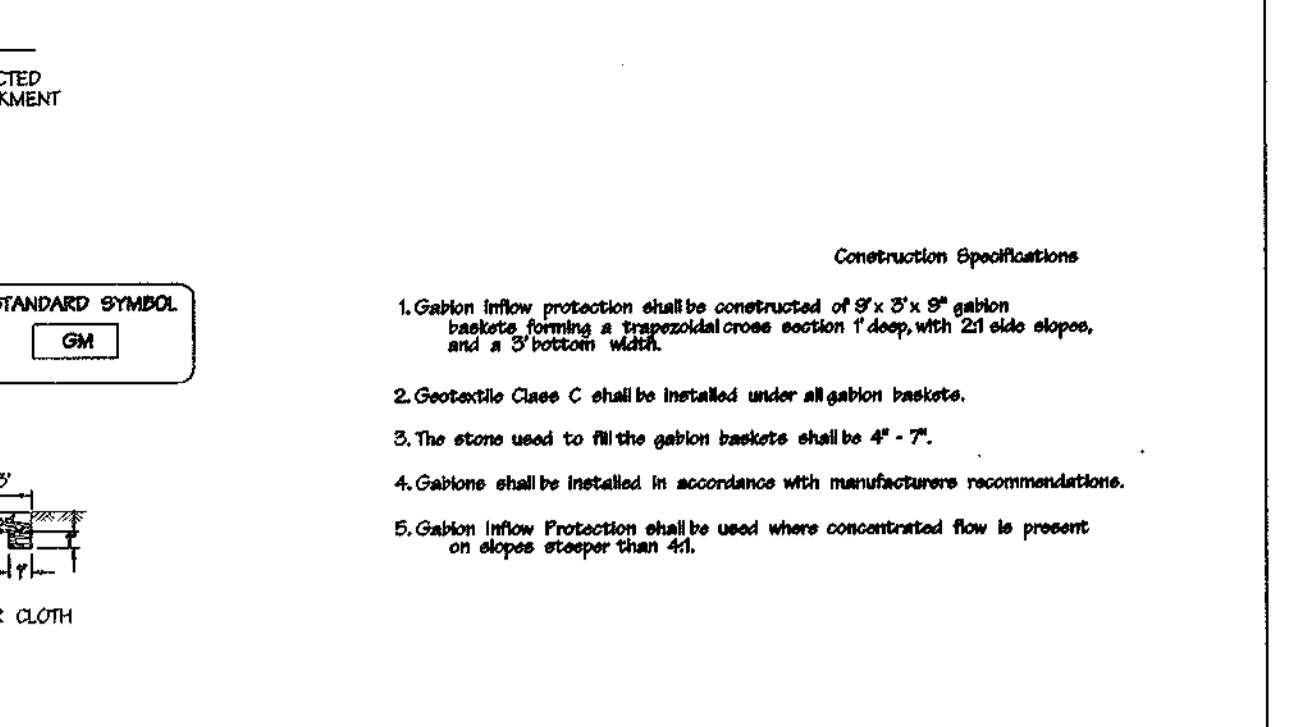 CTED
KMENT
Construction Specifications
STANDARD SYMBOL
GM
1. Gabion inflow protection shall be constructed of 9' x 3' x 9" gabion
baskets forming a trapezoidal cross section 1' deep, with 2:1 side slopes,
and a 3' bottom width.
2. Geotextile Class C shall be installed under all gabion baskets.
3. The stone used to fill the gabion baskets shall be 4" - 7".
4. Gabions shall be installed in accordance with manufacturers recommendations.
5. Gabion Inflow Protection shall be used where concentrated flow is present
on slopes steeper than 4:1.
3'
1'
CLOTH